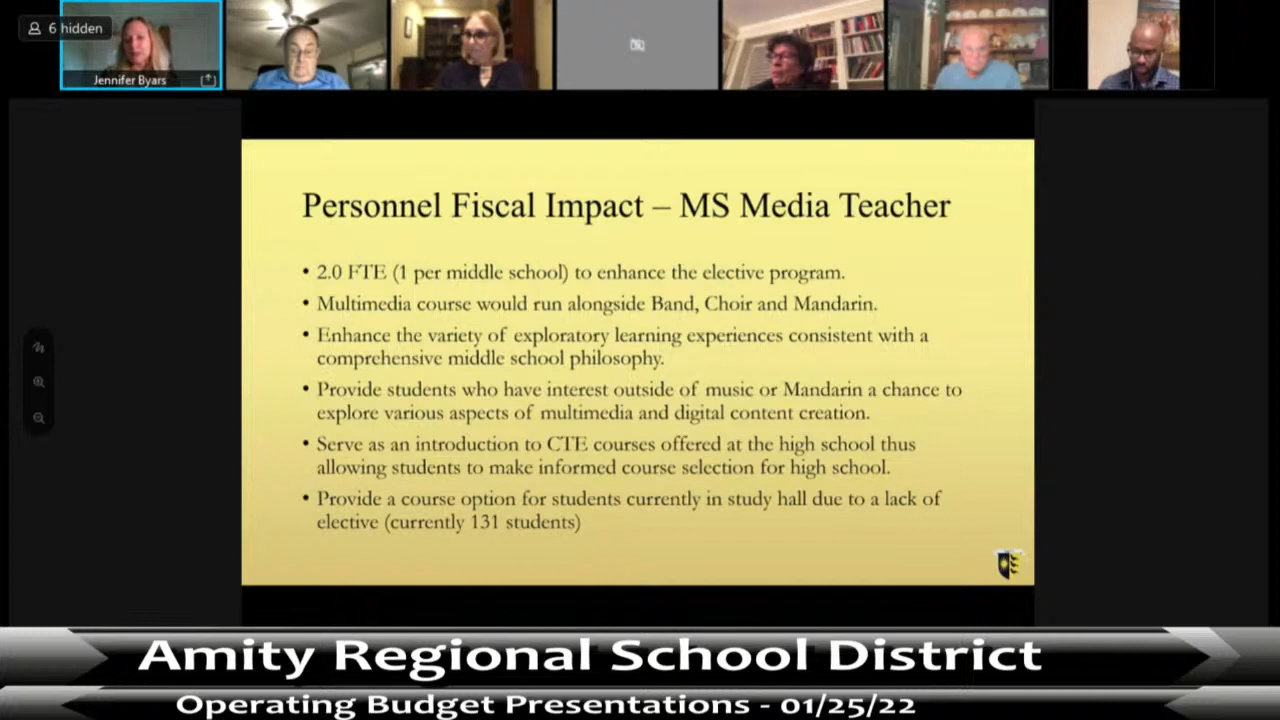 6 hidden
Jennifer Byars
Personnel Fiscal Impact – MS Media Teacher
• 2.0 FTE (1 per middle school) to enhance the elective program.
• Multimedia course would run alongside Band, Choir and Mandarin.
• Enhance the variety of exploratory learning experiences consistent with a
comprehensive middle school philosophy.
• Provide students who have interest outside of music or Mandarin a chance to
explore various aspects of multimedia and digital content creation.
• Serve as an introduction to CTE courses offered at the high school thus
allowing students to make informed course selection for high school.
• Provide a course option for students currently in study hall due to a lack of
elective (currently 131 students)
Amity Regional School District
Operating Budget Presentations - 01/25/22